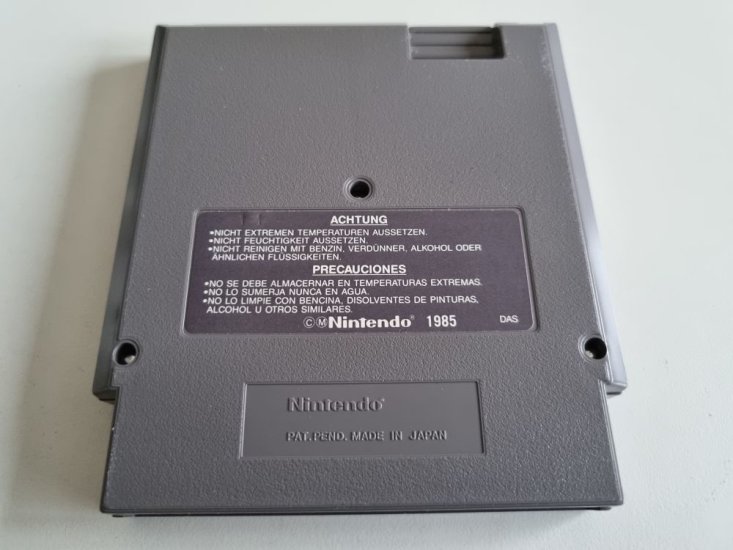 ACHTUNG
•NICHT EXTREMEN TEMPERATUREN AUSSETZEN.
•NICHT FEUCHTIGKEIT AUSSETZEN.
•NICHT REINIGEN MIT BENZIN, VERDÜNNER, ALKOHOL ODER
ÄHNLICHEN FLÜSSIGKEITEN.
PRECAUCIONES
•NO SE DEBE ALMACERNAR EN TEMPERATURAS EXTREMAS.
•NO LO SUMERJA NUNCA EN AGUA.
•NO LO LIMPIE CON BENCINA, DISOLVENTES DE PINTURAS,
ALCOHOL U OTROS SIMILARES.
©Ⓜ Nintendo® 1985 DAS
Nintendo®
PAT. PEND. MADE IN JAPAN